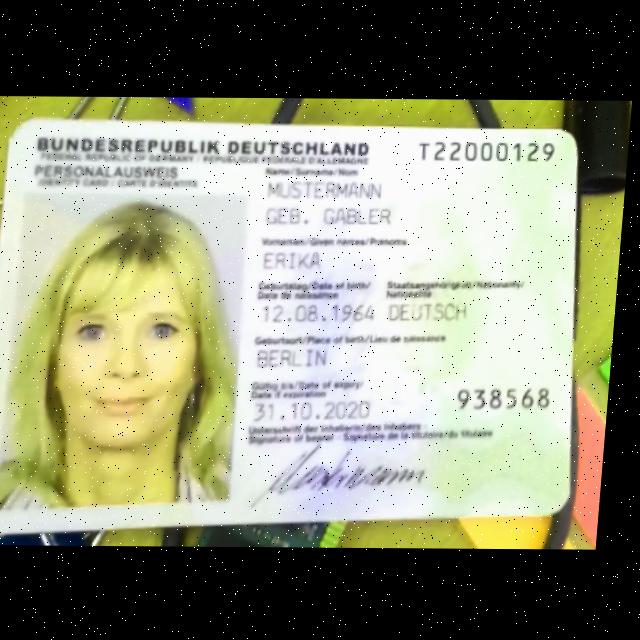 BUNDESREPUBLIK DEUTSCHLAND
T22000129
FEDERAL REPUBLIC OF GERMANY / REPUBLIQUE FEDERALE D'ALLEMAGNE
PERSONALAUSWEIS
IDENTITY CARD / CARTE D'IDENTITE
Name/Surname/Nom
MUSTERMANN
GEB. GABLER
Vornamen/Given names/Prénoms
ERIKA
Geburtstag/Date of birth/
Date de naissance
Staatsangehörigkeit/Nationality/
Nationalité
12.08.1964 DEUTSCH
Geburtsort/Place of birth/Lieu de naissance
BERLIN
Gültig bis/Date of expiry
Date d'expiration
31.10.2020
938568
Unterschrift der Inhaberin/des Inhabers
Signature of bearer - Signature de la titulaire/du titulaire
Mustermann